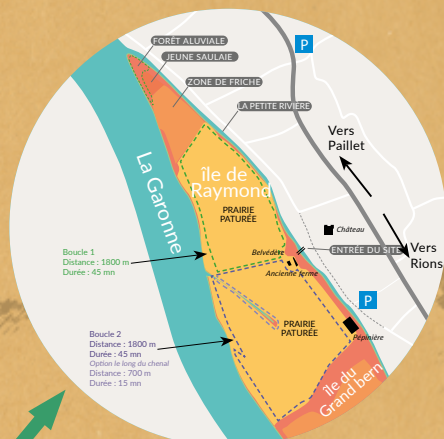 FORÊT ALUVIALE
JEUNE SAULAIE
ZONE DE FRICHE
LA PETITE RIVIÈRE
P
Vers
Paillet
La Garonne
île de
Raymond
PRAIRIE
PATURÉE
Château
Belvédère
ENTRÉE DU SITE
Vers
Rions
Ancienne ferme
Boucle 1
Distance : 1800 m
Durée : 45 mn
P
PRAIRIE
PATURÉE
Pépinière
Boucle 2
Distance : 1800 m
Durée : 45 mn
Option le long du chenal
Distance : 700 m
Durée : 15 mn
île du
Grand bern